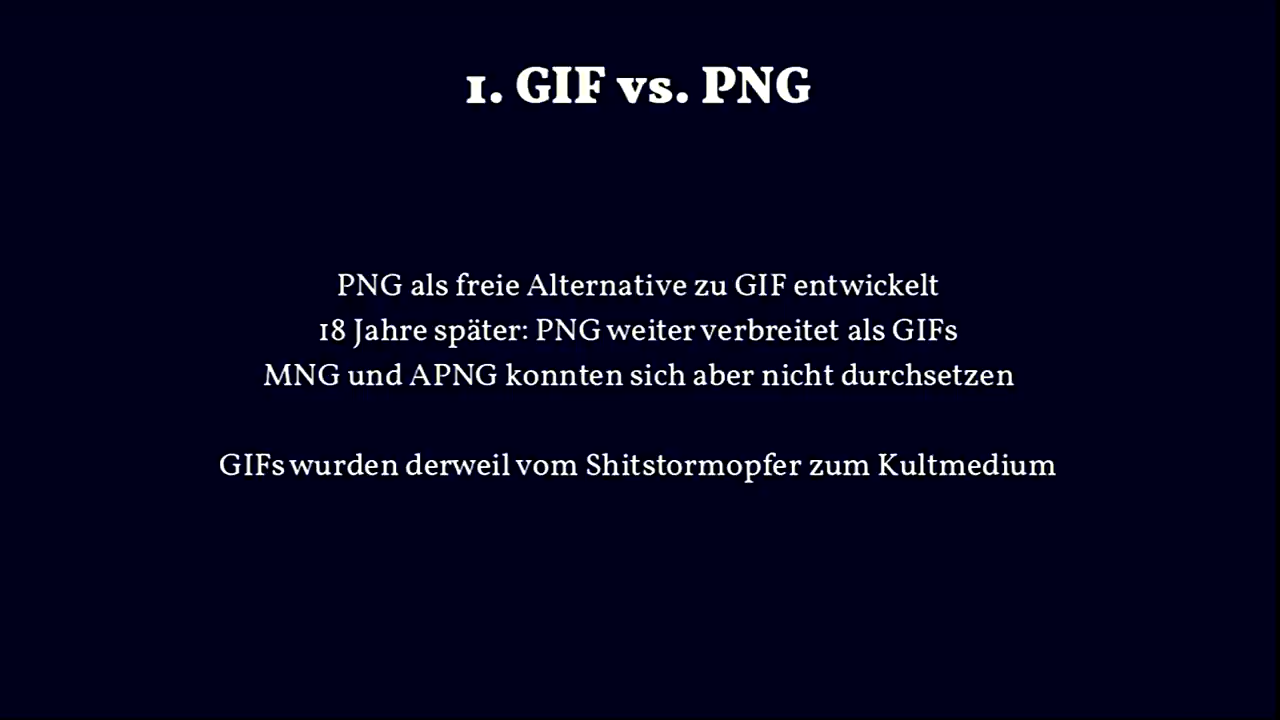 1. GIF vs. PNG
PNG als freie Alternative zu GIF entwickelt
18 Jahre später: PNG weiter verbreitet als GIFs
MNG und APNG konnten sich aber nicht durchsetzen
GIFs wurden derweil vom Shitstormopfer zum Kultmedium